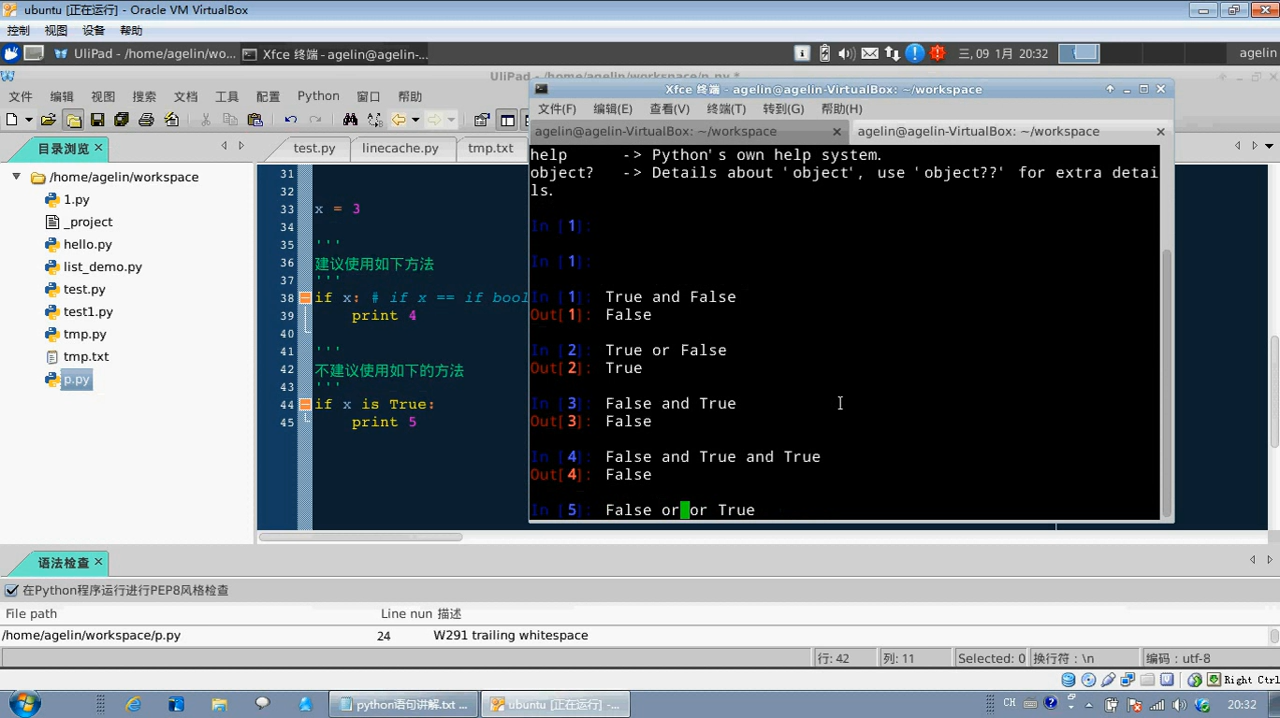 ubuntu [正在运行] - Oracle VM VirtualBox
控制 视图 设备 帮助
UliPad - /home/agelin/wo... Xfce 终端 - agelin@agelin-... 三, 09 1月 20:32 agelin
UliPad - /home/agelin/workspace/p.py *
文件 编辑 视图 搜索 文档 工具 配置 Python 窗口 帮助
目录浏览
test.py linecache.py tmp.txt
/home/agelin/workspace
1.py
_project
hello.py
list_demo.py
test.py
test1.py
tmp.py
tmp.txt
p.py
31
32
33 x = 3
34
35 '''
36 建议使用如下方法
37 '''
38 if x: # if x == if bool
39 print 4
40
41 '''
42 不建议使用如下的方法
43 '''
44 if x is True:
45 print 5
Xfce 终端 - agelin@agelin-VirtualBox: ~/workspace
文件(F) 编辑(E) 查看(V) 终端(T) 转到(G) 帮助(H)
agelin@agelin-VirtualBox: ~/workspace agelin@agelin-VirtualBox: ~/workspace
help -> Python's own help system.
object? -> Details about 'object', use 'object??' for extra detai
ls.
In [1]:
In [1]:
In [1]: True and False
Out[1]: False
In [2]: True or False
Out[2]: True
In [3]: False and True
Out[3]: False
In [4]: False and True and True
Out[4]: False
In [5]: False or or True
语法检查
在Python程序运行进行PEP8风格检查
File path Line nun 描述
/home/agelin/workspace/p.py 24 W291 trailing whitespace
行: 42 列: 11 Selected: 0 换行符：\n 编码：utf-8
Right Ctrl
python语句讲解.txt ... ubuntu [正在运行] -... CH 20:32